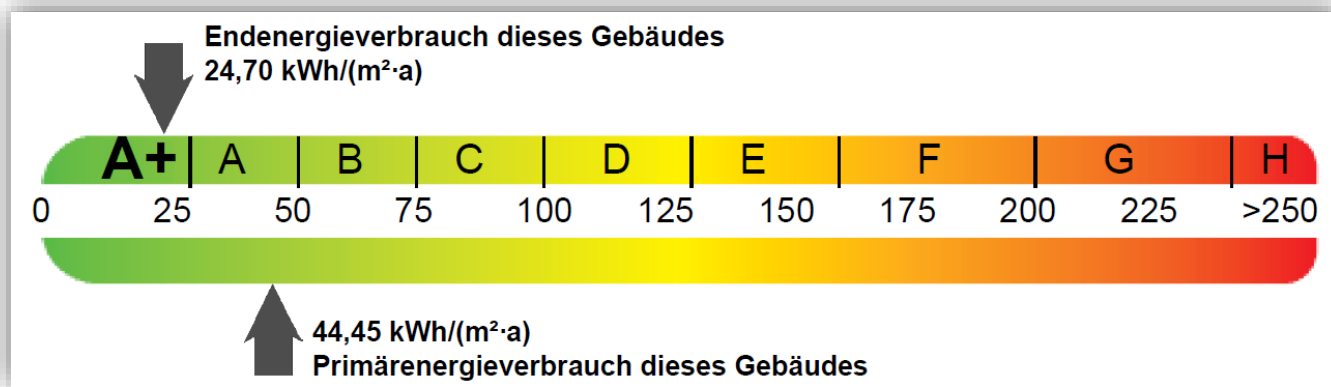 Endenergieverbrauch dieses Gebäudes
24,70 kWh/(m²·a)
A+ A B C D E F G H
0 25 50 75 100 125 150 175 200 225 >250
44,45 kWh/(m²·a)
Primärenergieverbrauch dieses Gebäudes